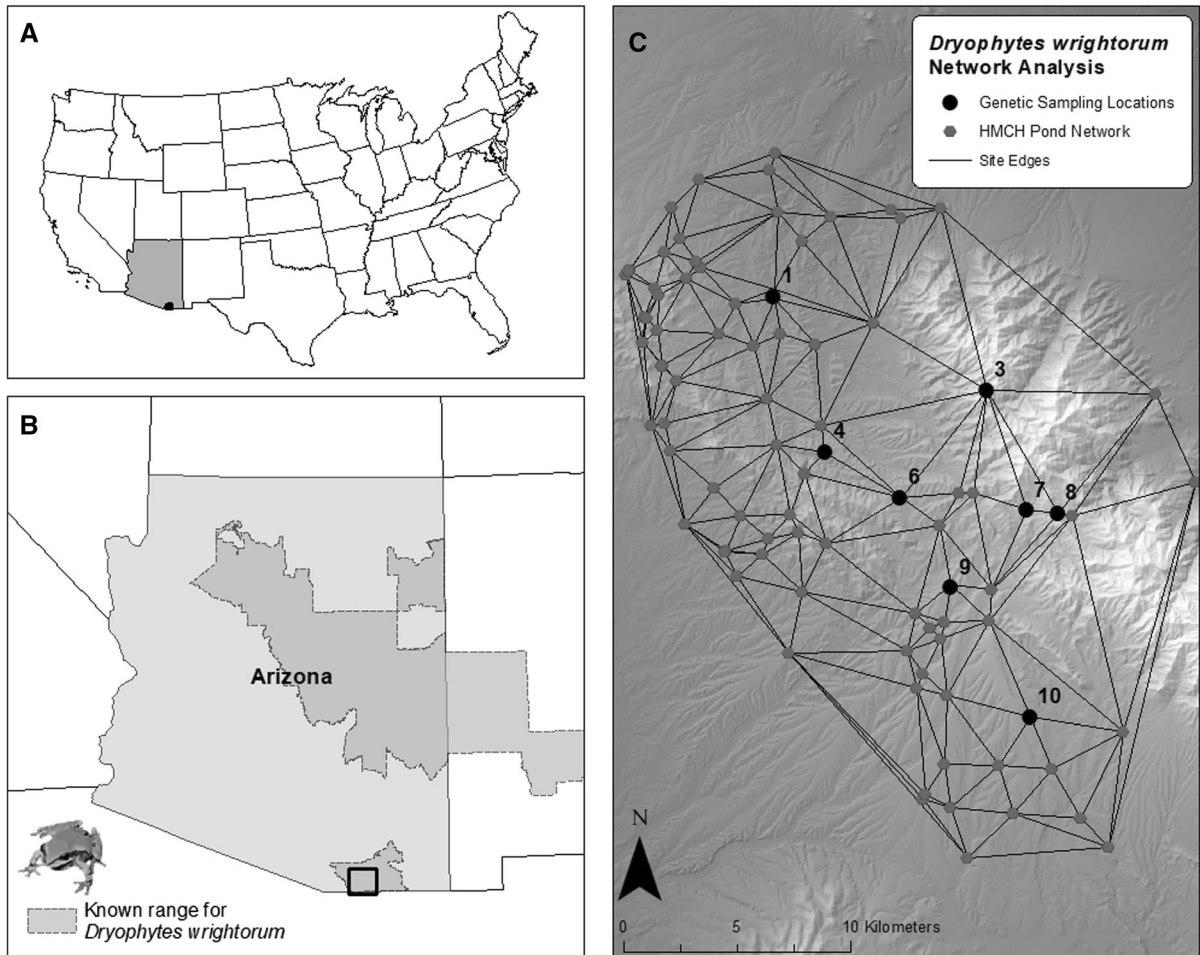 A
B
Arizona
Known range for
Dryophytes wrightorum
C
Dryophytes wrightorum
Network Analysis
Genetic Sampling Locations
HMCH Pond Network
Site Edges
1
3
4
6
7
8
9
10
N
0 5 10 Kilometers